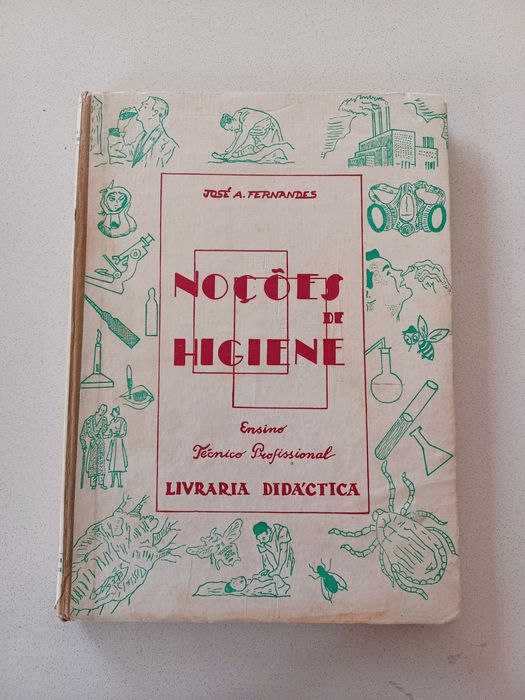 JOSÉ A. FERNANDES
NOÇÕES
DE
HIGIENE
Ensino
Técnico Profissional
LIVRARIA DIDÁCTICA